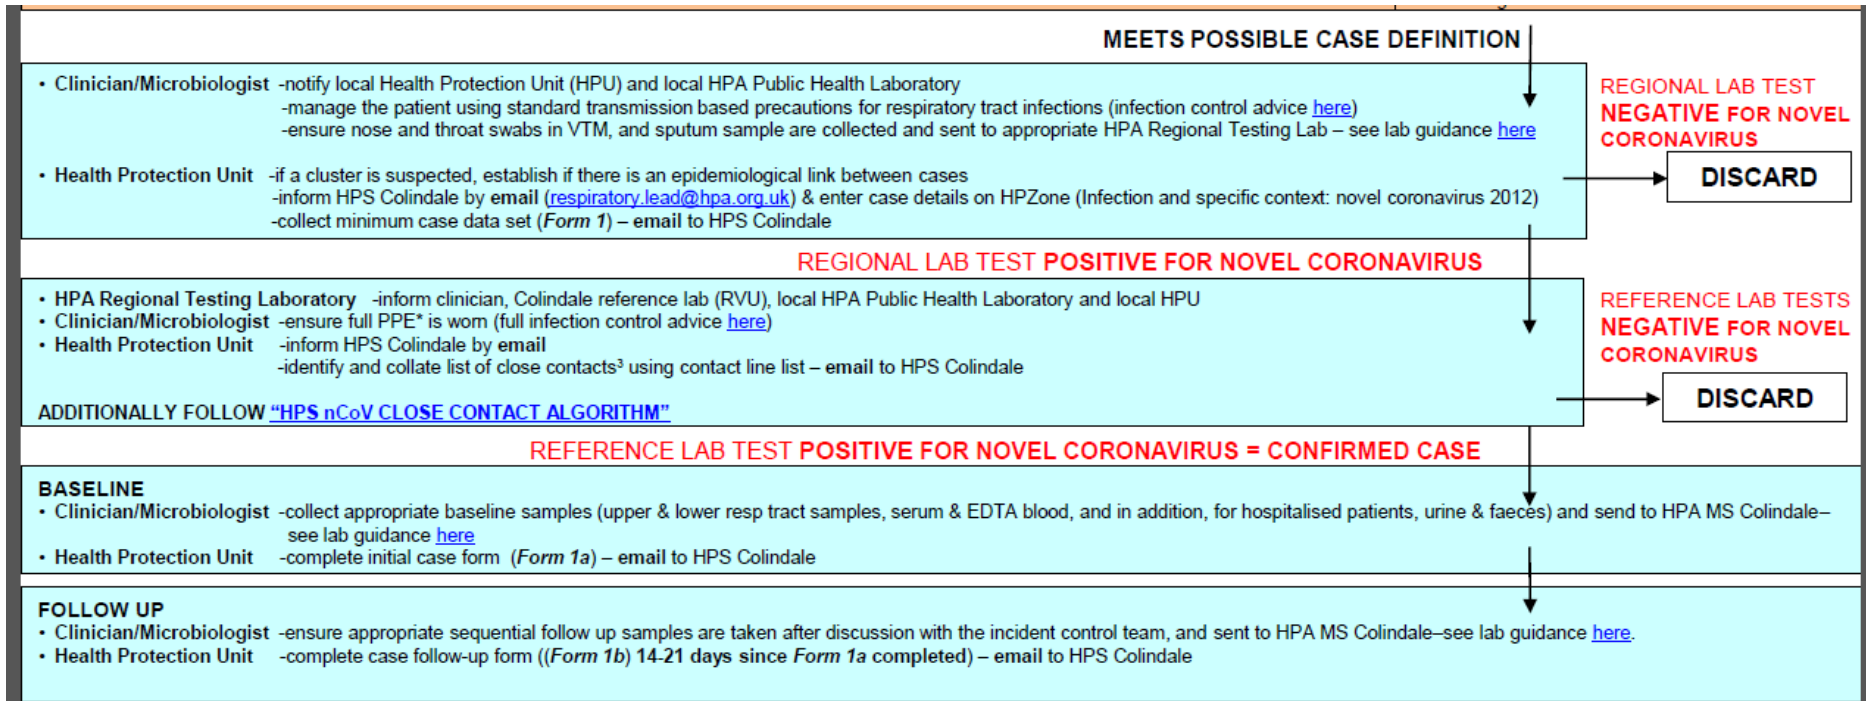 MEETS POSSIBLE CASE DEFINITION
• Clinician/Microbiologist -notify local Health Protection Unit (HPU) and local HPA Public Health Laboratory
-manage the patient using standard transmission based precautions for respiratory tract infections (infection control advice here)
-ensure nose and throat swabs in VTM, and sputum sample are collected and sent to appropriate HPA Regional Testing Lab – see lab guidance here
• Health Protection Unit -if a cluster is suspected, establish if there is an epidemiological link between cases
-inform HPS Colindale by email (respiratory.lead@hpa.org.uk) & enter case details on HPZone (Infection and specific context: novel coronavirus 2012)
-collect minimum case data set (Form 1) – email to HPS Colindale
REGIONAL LAB TEST
NEGATIVE FOR NOVEL
CORONAVIRUS
DISCARD
REGIONAL LAB TEST POSITIVE FOR NOVEL CORONAVIRUS
• HPA Regional Testing Laboratory -inform clinician, Colindale reference lab (RVU), local HPA Public Health Laboratory and local HPU
• Clinician/Microbiologist -ensure full PPE* is worn (full infection control advice here)
• Health Protection Unit -inform HPS Colindale by email
-identify and collate list of close contacts³ using contact line list – email to HPS Colindale
ADDITIONALLY FOLLOW “HPS nCoV CLOSE CONTACT ALGORITHM”
REFERENCE LAB TESTS
NEGATIVE FOR NOVEL
CORONAVIRUS
DISCARD
REFERENCE LAB TEST POSITIVE FOR NOVEL CORONAVIRUS = CONFIRMED CASE
BASELINE
• Clinician/Microbiologist -collect appropriate baseline samples (upper & lower resp tract samples, serum & EDTA blood, and in addition, for hospitalised patients, urine & faeces) and send to HPA MS Colindale–
see lab guidance here
• Health Protection Unit -complete initial case form (Form 1a) – email to HPS Colindale
FOLLOW UP
• Clinician/Microbiologist -ensure appropriate sequential follow up samples are taken after discussion with the incident control team, and sent to HPA MS Colindale–see lab guidance here.
• Health Protection Unit -complete case follow-up form ((Form 1b) 14-21 days since Form 1a completed) – email to HPS Colindale